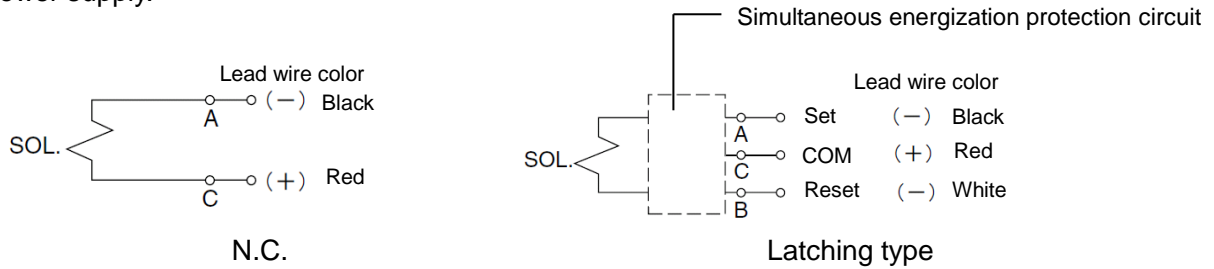 ower supply.
Simultaneous energization protection circuit
Lead wire color
SOL.
A (－) Black
C (＋) Red
N.C.
Lead wire color
SOL.
A Set (－) Black
C COM (＋) Red
B Reset (－) White
Latching type